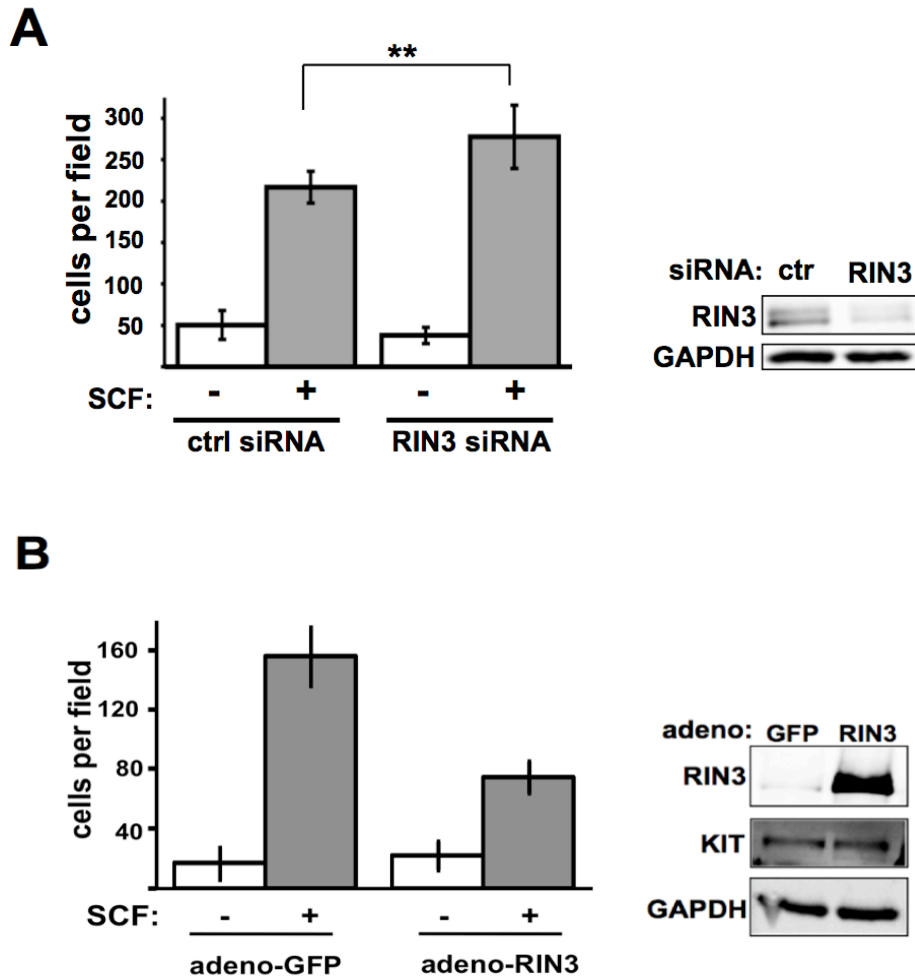 A
**
cells per field
300
250
200
150
100
50
SCF: - + - +
ctrl siRNA RIN3 siRNA
siRNA: ctr RIN3
RIN3
GAPDH
B
cells per field
160
120
80
40
SCF: - + - +
adeno-GFP adeno-RIN3
adeno: GFP RIN3
RIN3
KIT
GAPDH